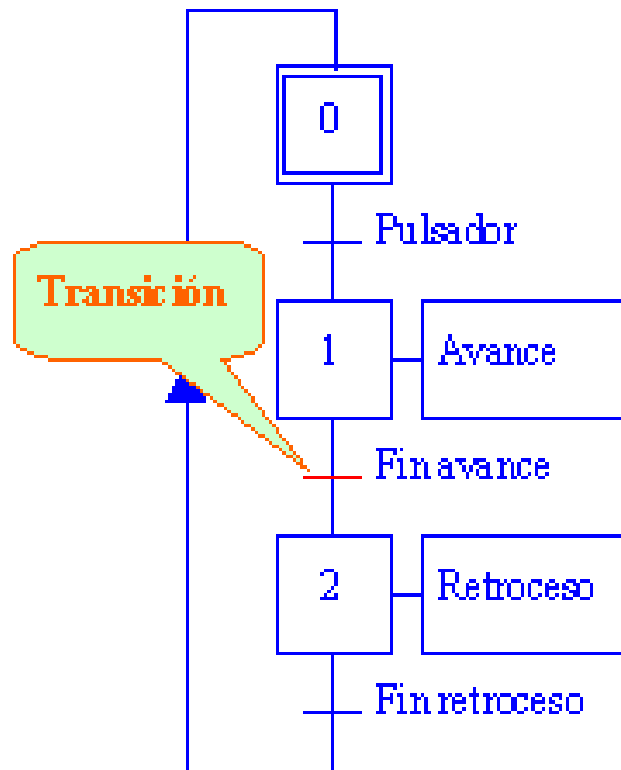 0
Pulsador
Transición
1
Avance
Fin avance
2
Retroceso
Fin retroceso